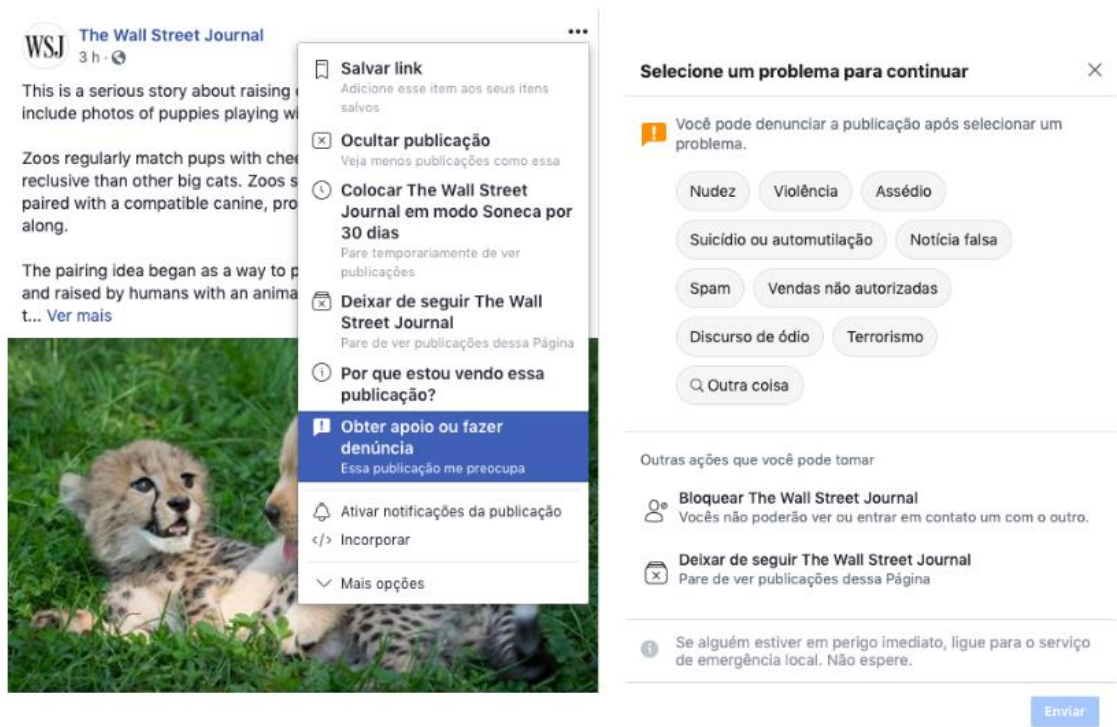 WSJ
The Wall Street Journal
3 h ·
This is a serious story about raising
include photos of puppies playing wi
Zoos regularly match pups with chee
reclusive than other big cats. Zoos s
paired with a compatible canine, pro
along.
The pairing idea began as a way to p
and raised by humans with an anima
t... Ver mais
Salvar link
Adicione esse item aos seus itens
salvos
Ocultar publicação
Veja menos publicações como essa
Colocar The Wall Street
Journal em modo Soneca por
30 dias
Pare temporariamente de ver
publicações
Deixar de seguir The Wall
Street Journal
Pare de ver publicações dessa Página
Por que estou vendo essa
publicação?
Obter apoio ou fazer
denúncia
Essa publicação me preocupa
Ativar notificações da publicação
</> Incorporar
Mais opções
Selecione um problema para continuar
Você pode denunciar a publicação após selecionar um
problema.
Nudez Violência Assédio
Suicídio ou automutilação Notícia falsa
Spam Vendas não autorizadas
Discurso de ódio Terrorismo
Outra coisa
Outras ações que você pode tomar
Bloquear The Wall Street Journal
Vocês não poderão ver ou entrar em contato um com o outro.
Deixar de seguir The Wall Street Journal
Pare de ver publicações dessa Página
Se alguém estiver em perigo imediato, ligue para o serviço
de emergência local. Não espere.
Enviar